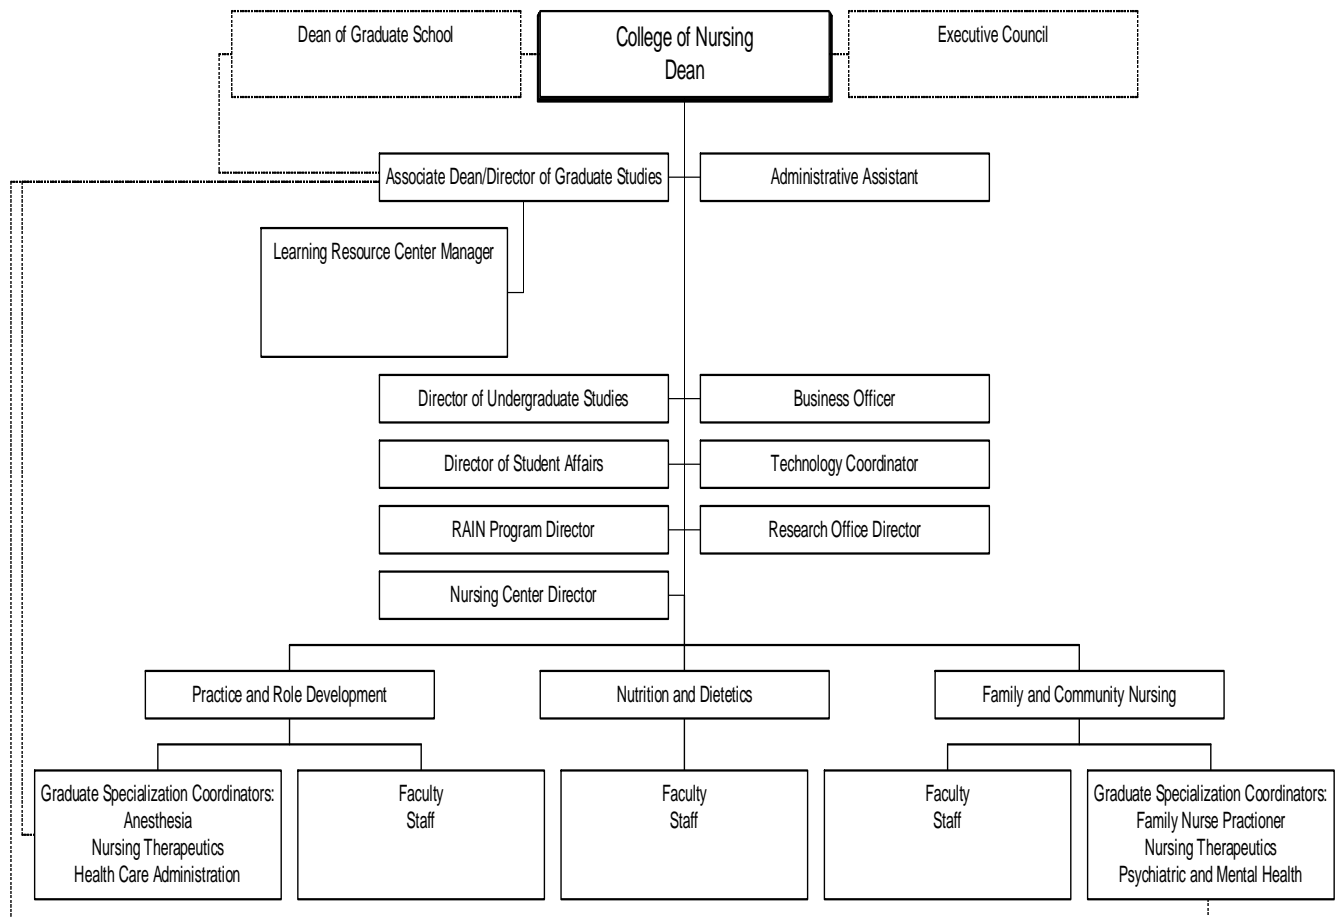 Dean of Graduate School
College of Nursing
Dean
Executive Council
Associate Dean/Director of Graduate Studies
Administrative Assistant
Learning Resource Center Manager
Director of Undergraduate Studies
Business Officer
Director of Student Affairs
Technology Coordinator
RAIN Program Director
Research Office Director
Nursing Center Director
Practice and Role Development
Nutrition and Dietetics
Family and Community Nursing
Graduate Specialization Coordinators:
Anesthesia
Nursing Therapeutics
Health Care Administration
Faculty
Staff
Faculty
Staff
Faculty
Staff
Graduate Specialization Coordinators:
Family Nurse Practioner
Nursing Therapeutics
Psychiatric and Mental Health